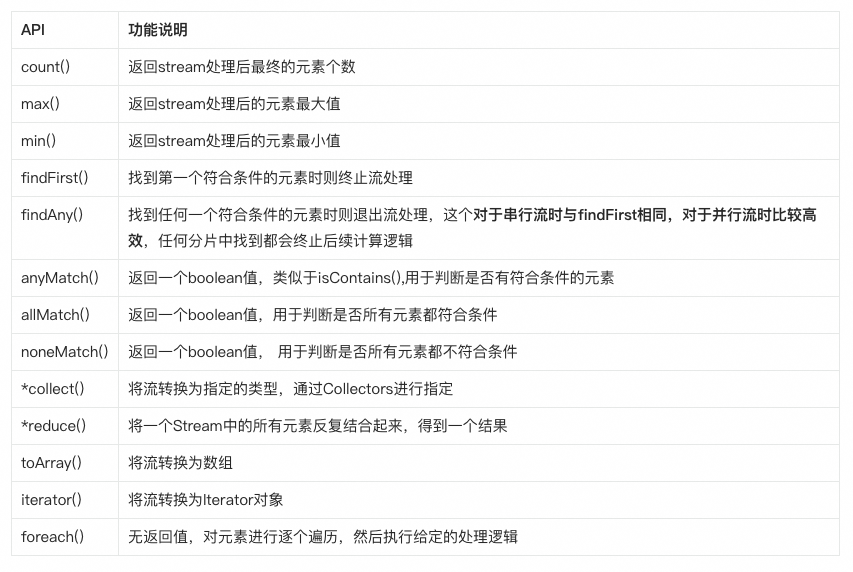 API 功能说明
count() 返回stream处理后最终的元素个数
max() 返回stream处理后的元素最大值
min() 返回stream处理后的元素最小值
findFirst() 找到第一个符合条件的元素时则终止流处理
findAny() 找到任何一个符合条件的元素时则退出流处理，这个对于串行流时与findFirst相同，对于并行流时比较高
效，任何分片中找到都会终止后续计算逻辑
anyMatch() 返回一个boolean值，类似于isContains(),用于判断是否有符合条件的元素
allMatch() 返回一个boolean值，用于判断是否所有元素都符合条件
noneMatch() 返回一个boolean值， 用于判断是否所有元素都不符合条件
*collect() 将流转换为指定的类型，通过Collectors进行指定
*reduce() 将一个Stream中的所有元素反复结合起来，得到一个结果
toArray() 将流转换为数组
iterator() 将流转换为Iterator对象
foreach() 无返回值，对元素进行逐个遍历，然后执行给定的处理逻辑